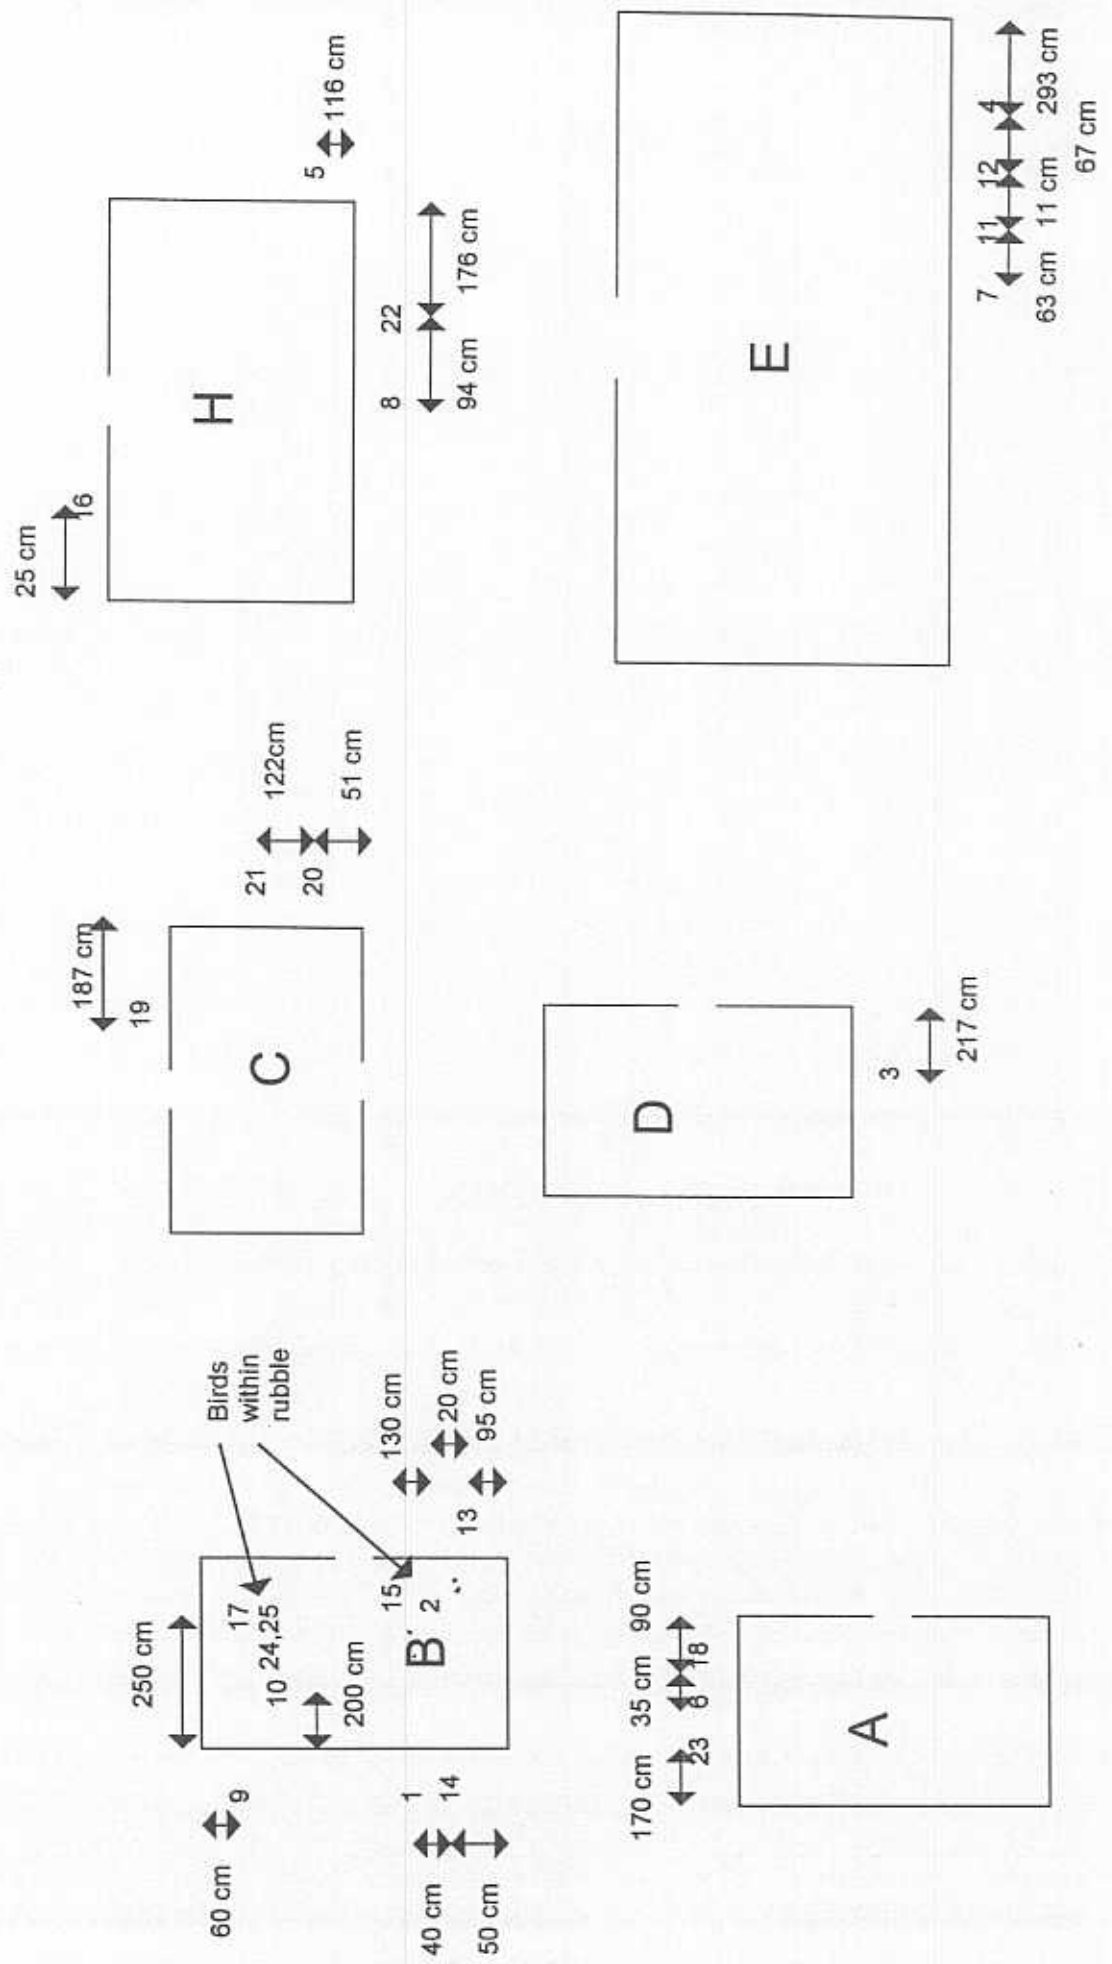 60 cm
9
250 cm
17
10 24,25
200 cm
Birds
within
rubble
1
14
40 cm
50 cm
B
15
2
13
130 cm
20 cm
95 cm
187 cm
19
C
21
20
122cm
51 cm
25 cm
16
H
5
116 cm
8
22
94 cm
176 cm
170 cm
35 cm
90 cm
23
6
18
A
D
3
217 cm
E
7
11
12
4
63 cm
11 cm
293 cm
67 cm